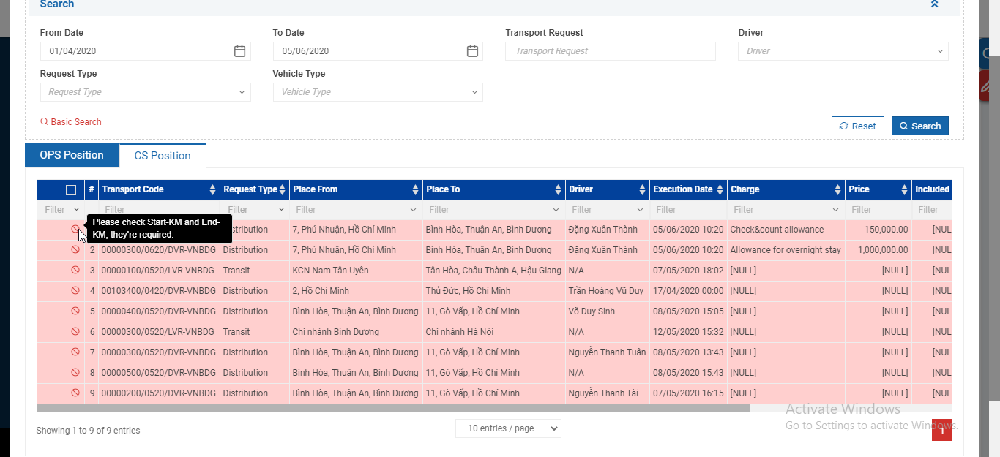 Search
From Date To Date Transport Request Driver
01/04/2020 05/06/2020 Transport Request Driver
Request Type Vehicle Type
Request Type Vehicle Type
Basic Search
Reset Search
OPS Position CS Position
# Transport Code Request Type Place From Place To Driver Execution Date Charge Price Included
Filter Filter Filter Filter Filter Filter Filter Filter Filter Filter
Please check Start-KM and End-
KM, they're required.
stribution 7, Phú Nhuận, Hồ Chí Minh Bình Hòa, Thuận An, Bình Dương Đặng Xuân Thành 05/06/2020 10:20 Check&count allowance 150,000.00 [NUL
2 00000300/0620/DVR-VNBDG Distribution 7, Phú Nhuận, Hồ Chí Minh Bình Hòa, Thuận An, Bình Dương Đặng Xuân Thành 05/06/2020 10:20 Allowance for overnight stay 1,000,000.00 [NUL
3 00000100/0520/LVR-VNBDG Transit KCN Nam Tân Uyên Tân Hòa, Châu Thành A, Hậu Giang N/A 07/05/2020 18:02 [NULL] [NULL] [NUL
4 00103400/0420/DVR-VNBDG Distribution 2, Hồ Chí Minh Thủ Đức, Hồ Chí Minh Trần Hoàng Vũ Duy 17/04/2020 00:00 [NULL] [NULL] [NUL
5 00000400/0520/DVR-VNBDG Distribution Bình Hòa, Thuận An, Bình Dương 11, Gò Vấp, Hồ Chí Minh Võ Duy Sinh 08/05/2020 15:05 [NULL] [NULL] [NUL
6 00000300/0520/LVR-VNBDG Transit Chi nhánh Bình Dương Chi nhánh Hà Nội N/A 12/05/2020 15:32 [NULL] [NULL] [NUL
7 00000300/0520/DVR-VNBDG Distribution Bình Hòa, Thuận An, Bình Dương 11, Gò Vấp, Hồ Chí Minh Nguyễn Thanh Tuân 08/05/2020 13:43 [NULL] [NULL] [NUL
8 00000500/0520/DVR-VNBDG Distribution Bình Hòa, Thuận An, Bình Dương 11, Gò Vấp, Hồ Chí Minh N/A 08/05/2020 15:43 [NULL] [NULL] [NUL
9 00000200/0520/DVR-VNBDG Distribution Bình Hòa, Thuận An, Bình Dương 11, Gò Vấp, Hồ Chí Minh Nguyễn Thanh Tài 07/05/2020 16:15 [NULL] [NULL] [NUL
Activate Windows
Go to Settings to activate Windows.
Showing 1 to 9 of 9 entries 10 entries / page 1